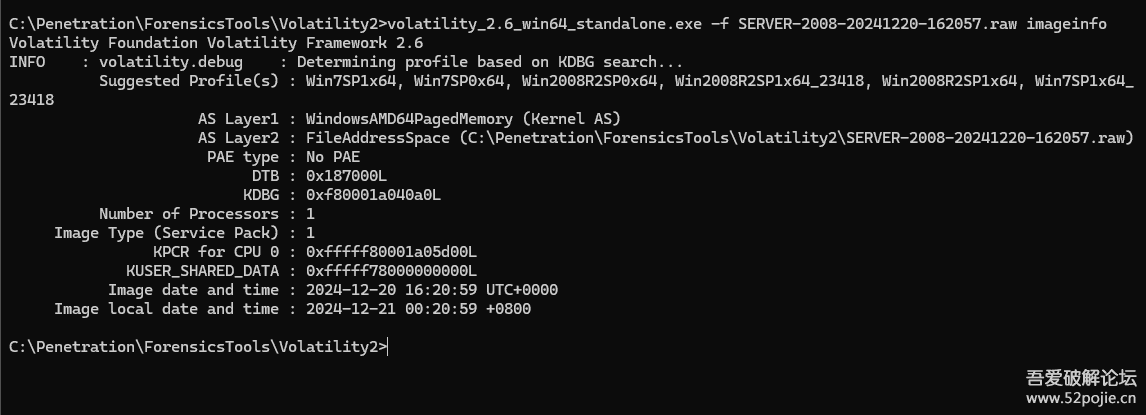 C:\Penetration\ForensicsTools\Volatility2>volatility_2.6_win64_standalone.exe -f SERVER-2008-20241220-162057.raw imageinfo
Volatility Foundation Volatility Framework 2.6
INFO    : volatility.debug    : Determining profile based on KDBG search...
          Suggested Profile(s) : Win7SP1x64, Win7SP0x64, Win2008R2SP0x64, Win2008R2SP1x64_23418, Win2008R2SP1x64, Win7SP1x64_
23418
                     AS Layer1 : WindowsAMD64PagedMemory (Kernel AS)
                     AS Layer2 : FileAddressSpace (C:\Penetration\ForensicsTools\Volatility2\SERVER-2008-20241220-162057.raw)
                      PAE type : No PAE
                           DTB : 0x187000L
                          KDBG : 0xf80001a040a0L
          Number of Processors : 1
     Image Type (Service Pack) : 1
                KPCR for CPU 0 : 0xfffff80001a05d00L
             KUSER_SHARED_DATA : 0xfffff78000000000L
           Image date and time : 2024-12-20 16:20:59 UTC+0000
     Image local date and time : 2024-12-21 00:20:59 +0800
C:\Penetration\ForensicsTools\Volatility2>
吾爱破解论坛
www.52pojie.cn